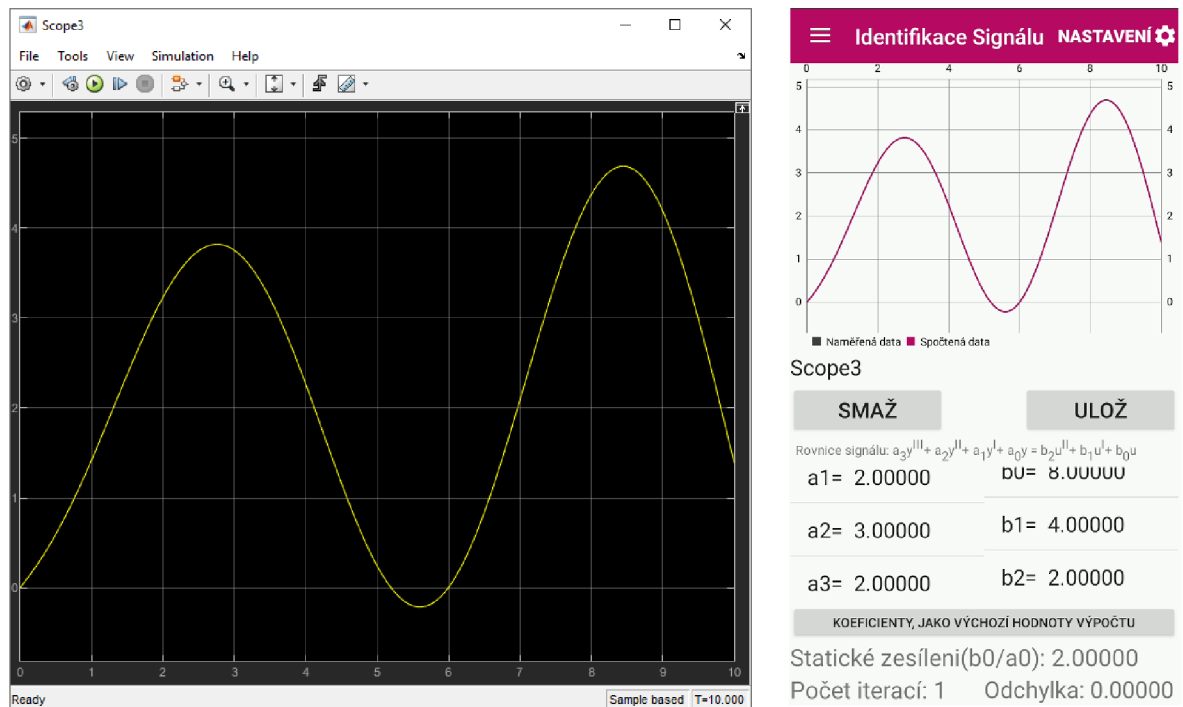 Scope3
File Tools View Simulation Help
5
4
3
2
1
0
0 1 2 3 4 5 6 7 8 9 10
Ready Sample based T=10.000
Identifikace Signálu NASTAVENÍ
0 2 4 6 8 10
5 5
4 4
3 3
2 2
1 1
0 0
Naměřená data Spočtená data
Scope3
SMAŽ ULOŽ
Rovnice signálu: a₃yᴵᴵᴵ+ a₂yᴵᴵ+ a₁yᴵ+ a₀y = b₂uᴵᴵ+ b₁uᴵ+ b₀u
a1= 2.00000 b0= 8.00000
a2= 3.00000 b1= 4.00000
a3= 2.00000 b2= 2.00000
KOEFICIENTY, JAKO VÝCHOZÍ HODNOTY VÝPOČTU
Statické zesíleni(b0/a0): 2.00000
Počet iterací: 1 Odchylka: 0.00000